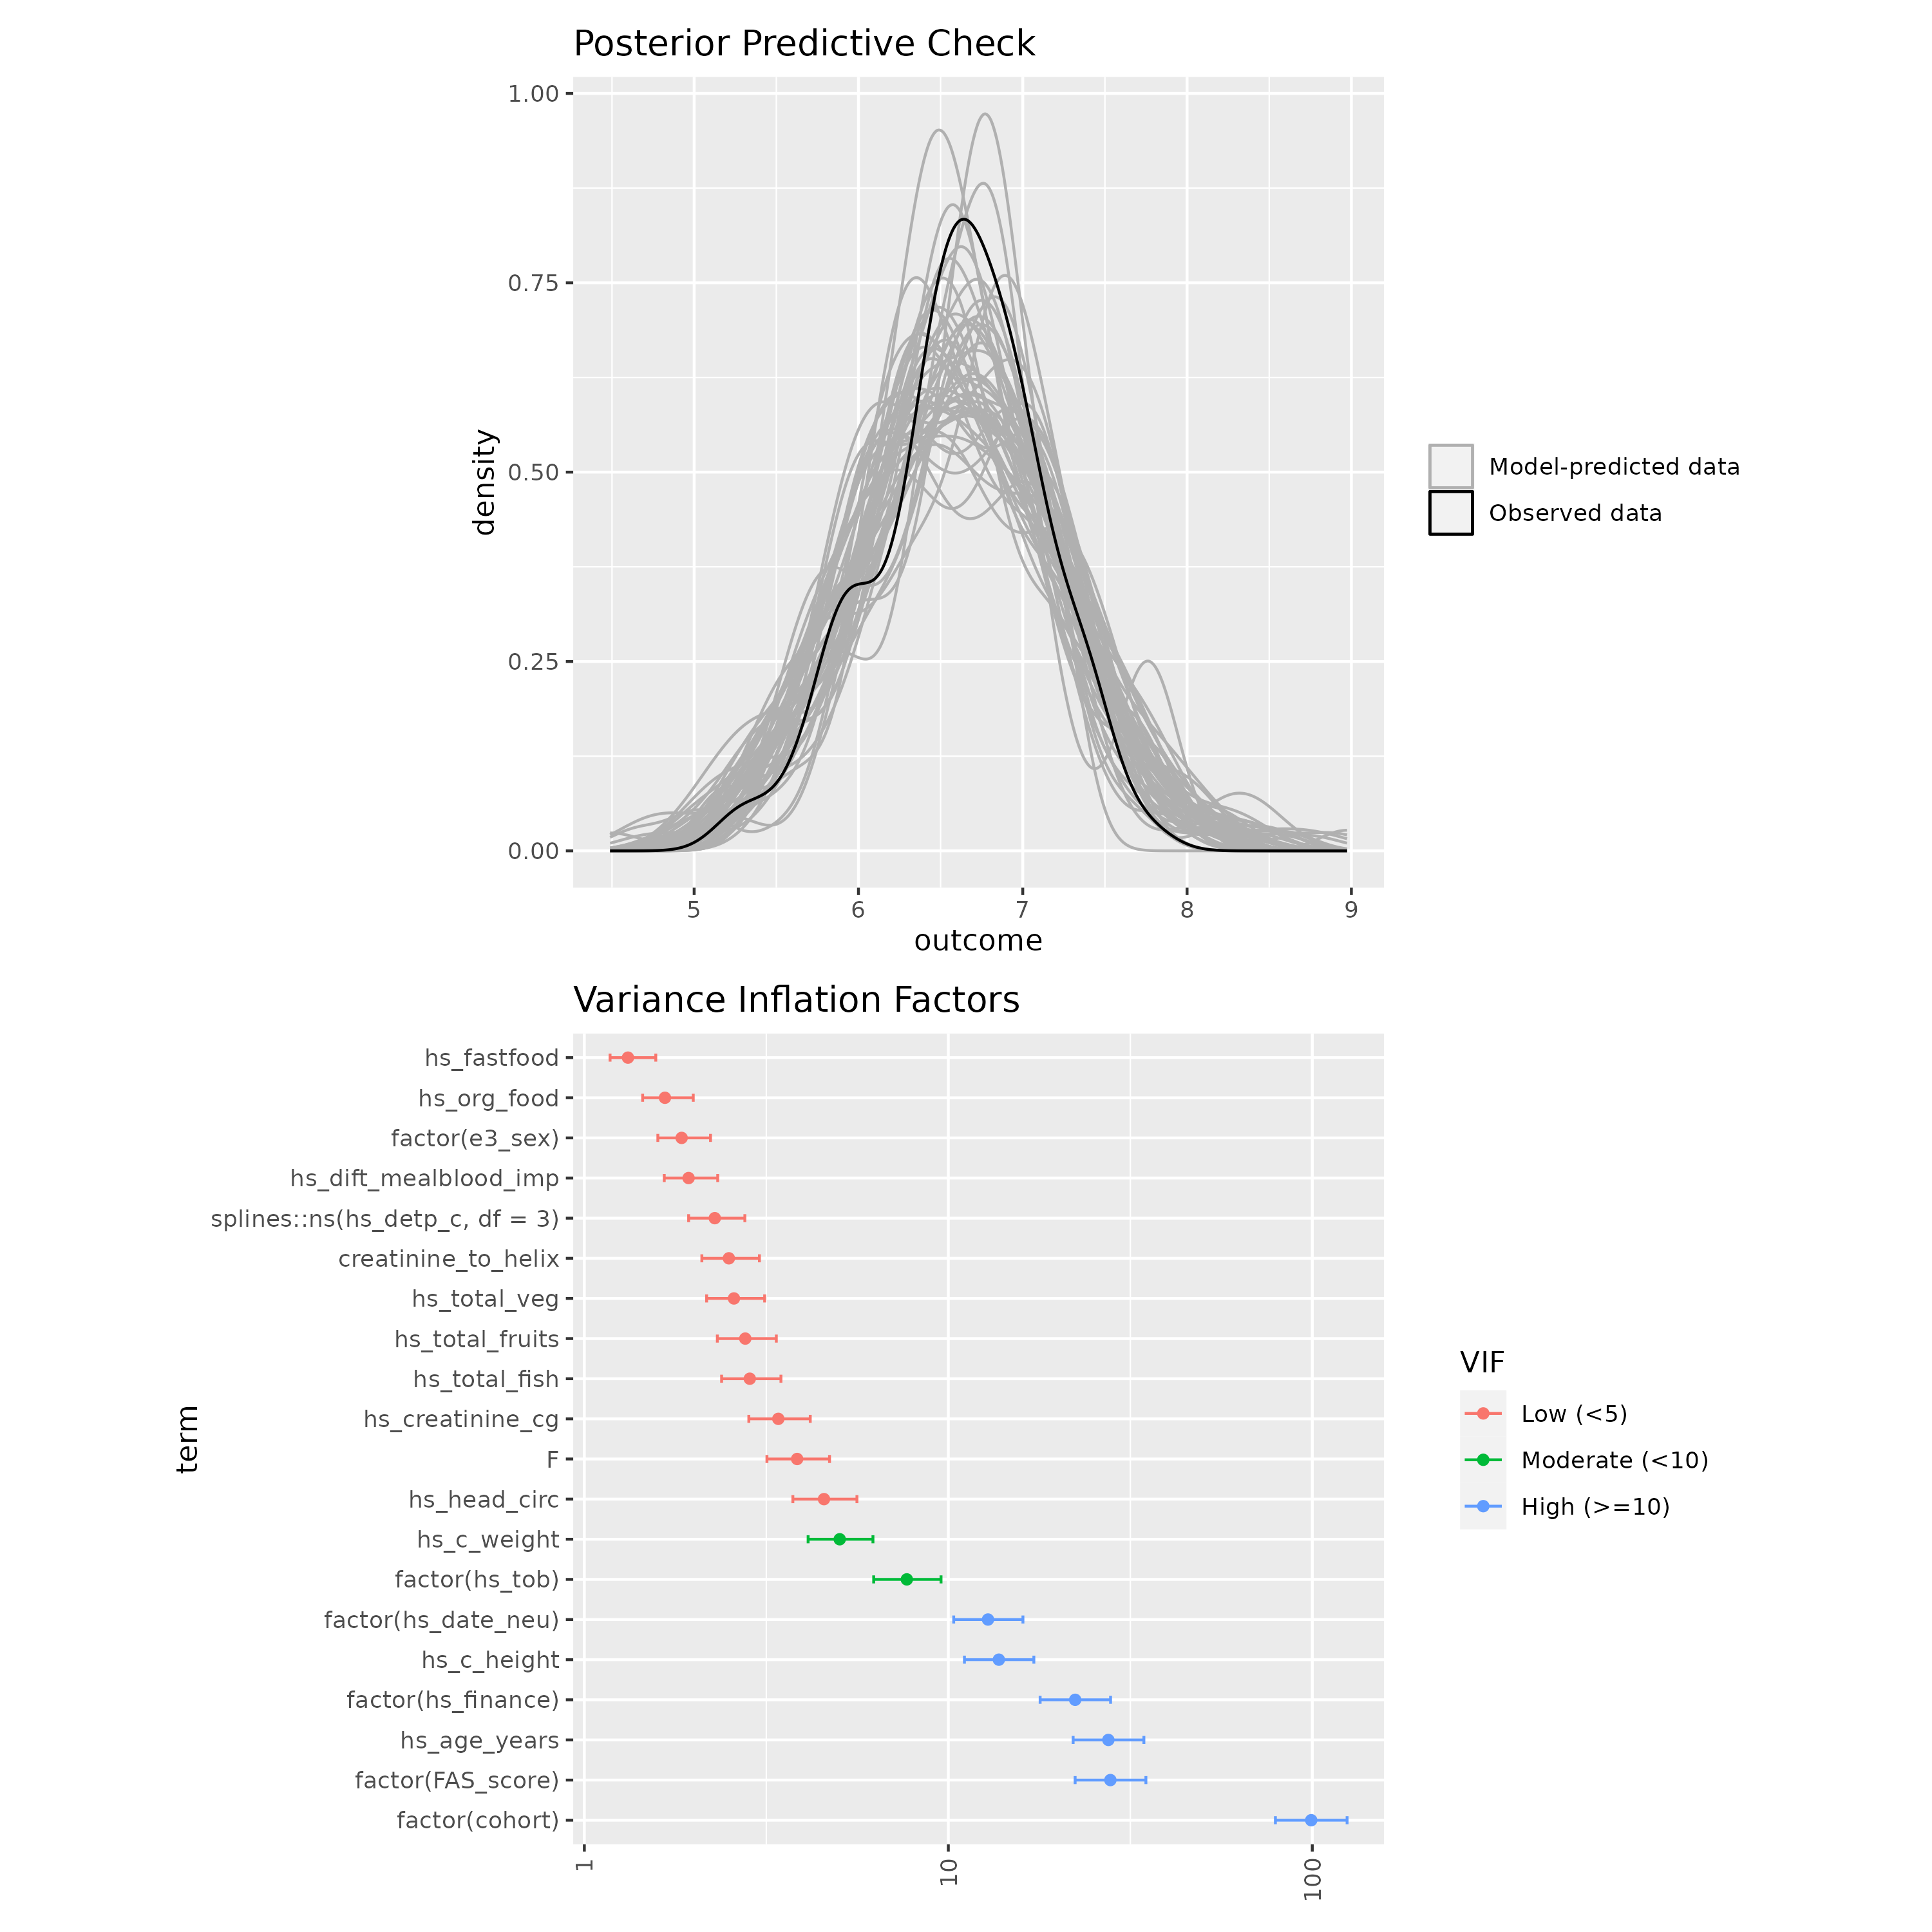 Posterior Predictive Check
1.00
0.75
0.50
0.25
0.00
density
5 6 7 8 9
outcome
Model-predicted data
Observed data
Variance Inflation Factors
term
hs_fastfood
hs_org_food
factor(e3_sex)
hs_dift_mealblood_imp
splines::ns(hs_detp_c, df = 3)
creatinine_to_helix
hs_total_veg
hs_total_fruits
hs_total_fish
hs_creatinine_cg
F
hs_head_circ
hs_c_weight
factor(hs_tob)
factor(hs_date_neu)
hs_c_height
factor(hs_finance)
hs_age_years
factor(FAS_score)
factor(cohort)
1 10 100
VIF
Low (<5)
Moderate (<10)
High (>=10)